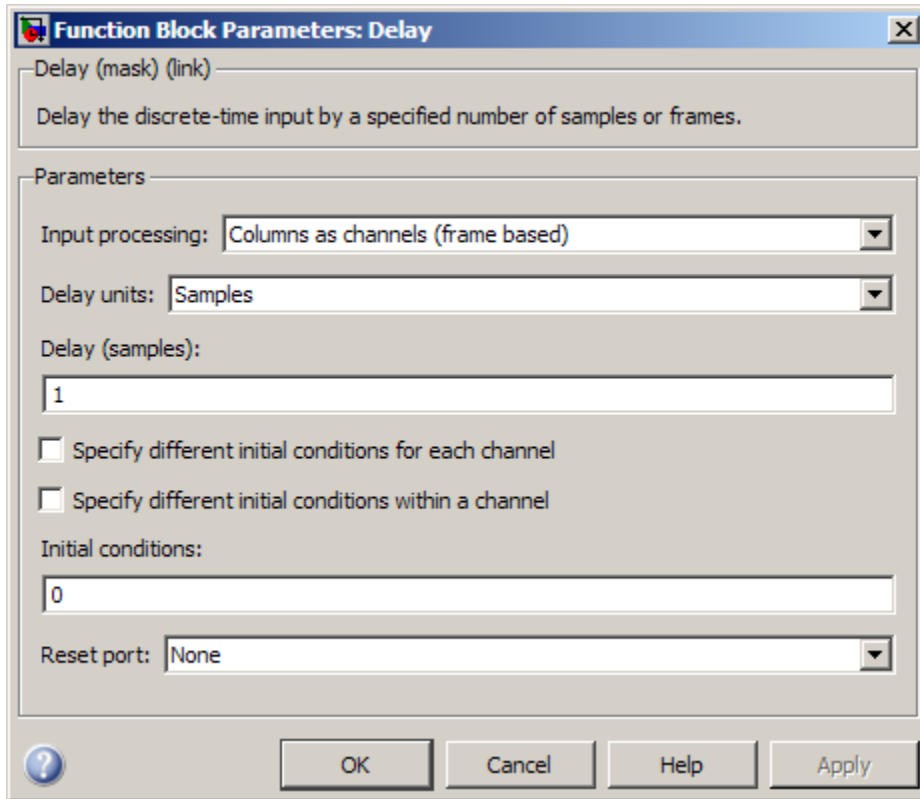 Function Block Parameters: Delay
Delay (mask) (link)
Delay the discrete-time input by a specified number of samples or frames.
Parameters
Input processing: Columns as channels (frame based)
Delay units: Samples
Delay (samples):
1
Specify different initial conditions for each channel
Specify different initial conditions within a channel
Initial conditions:
0
Reset port: None
? OK Cancel Help Apply